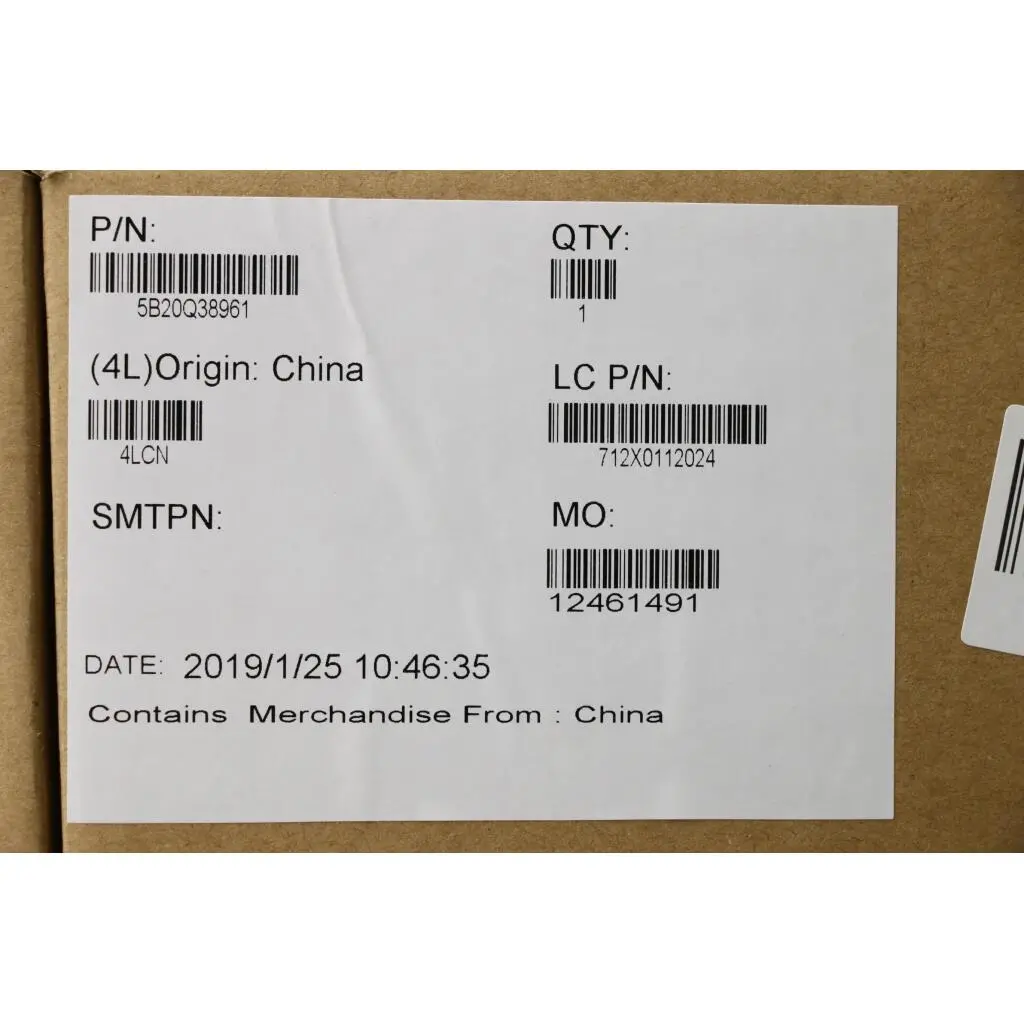 P/N:
5B20Q38961
QTY:
1
(4L)Origin: China
4LCN
LC P/N:
712X0112024
SMTPN:
MO:
12461491
DATE: 2019/1/25 10:46:35
Contains Merchandise From : China